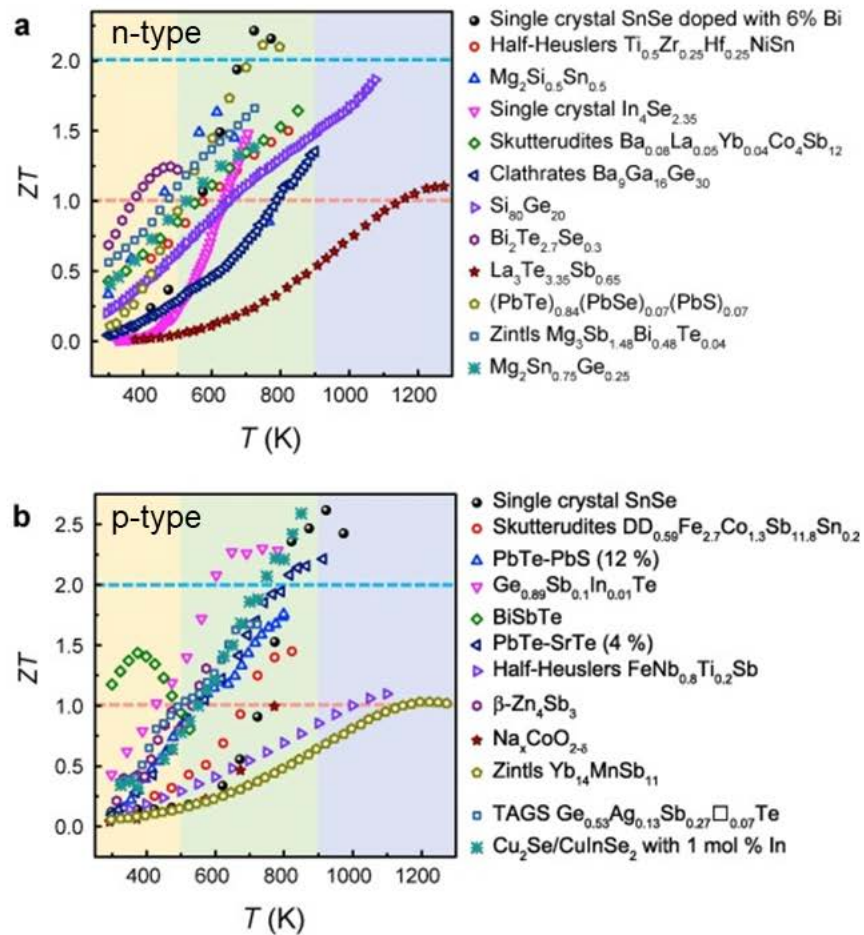 a
n-type
ZT
2.0
1.5
1.0
0.5
0.0
400 600 800 1000 1200
T (K)
Single crystal SnSe doped with 6% Bi
Half-Heuslers Ti0.5Zr0.25Hf0.25NiSn
Mg2Si0.5Sn0.5
Single crystal In4Se2.35
Skutterudites Ba0.08La0.05Yb0.04Co4Sb12
Clathrates Ba9Ga16Ge30
Si80Ge20
Bi2Te2.7Se0.3
La3Te3.35Sb0.65
(PbTe)0.84(PbSe)0.07(PbS)0.07
Zintls Mg3Sb1.48Bi0.48Te0.04
Mg2Sn0.75Ge0.25
b
p-type
ZT
2.5
2.0
1.5
1.0
0.5
0.0
400 600 800 1000 1200
T (K)
Single crystal SnSe
Skutterudites DD0.59Fe2.7Co1.3Sb11.8Sn0.2
PbTe-PbS (12 %)
Ge0.89Sb0.1In0.01Te
BiSbTe
PbTe-SrTe (4 %)
Half-Heuslers FeNb0.8Ti0.2Sb
β-Zn4Sb3
NaxCoO2-δ
Zintls Yb14MnSb11
TAGS Ge0.53Ag0.13Sb0.27□0.07Te
Cu2Se/CuInSe2 with 1 mol % In